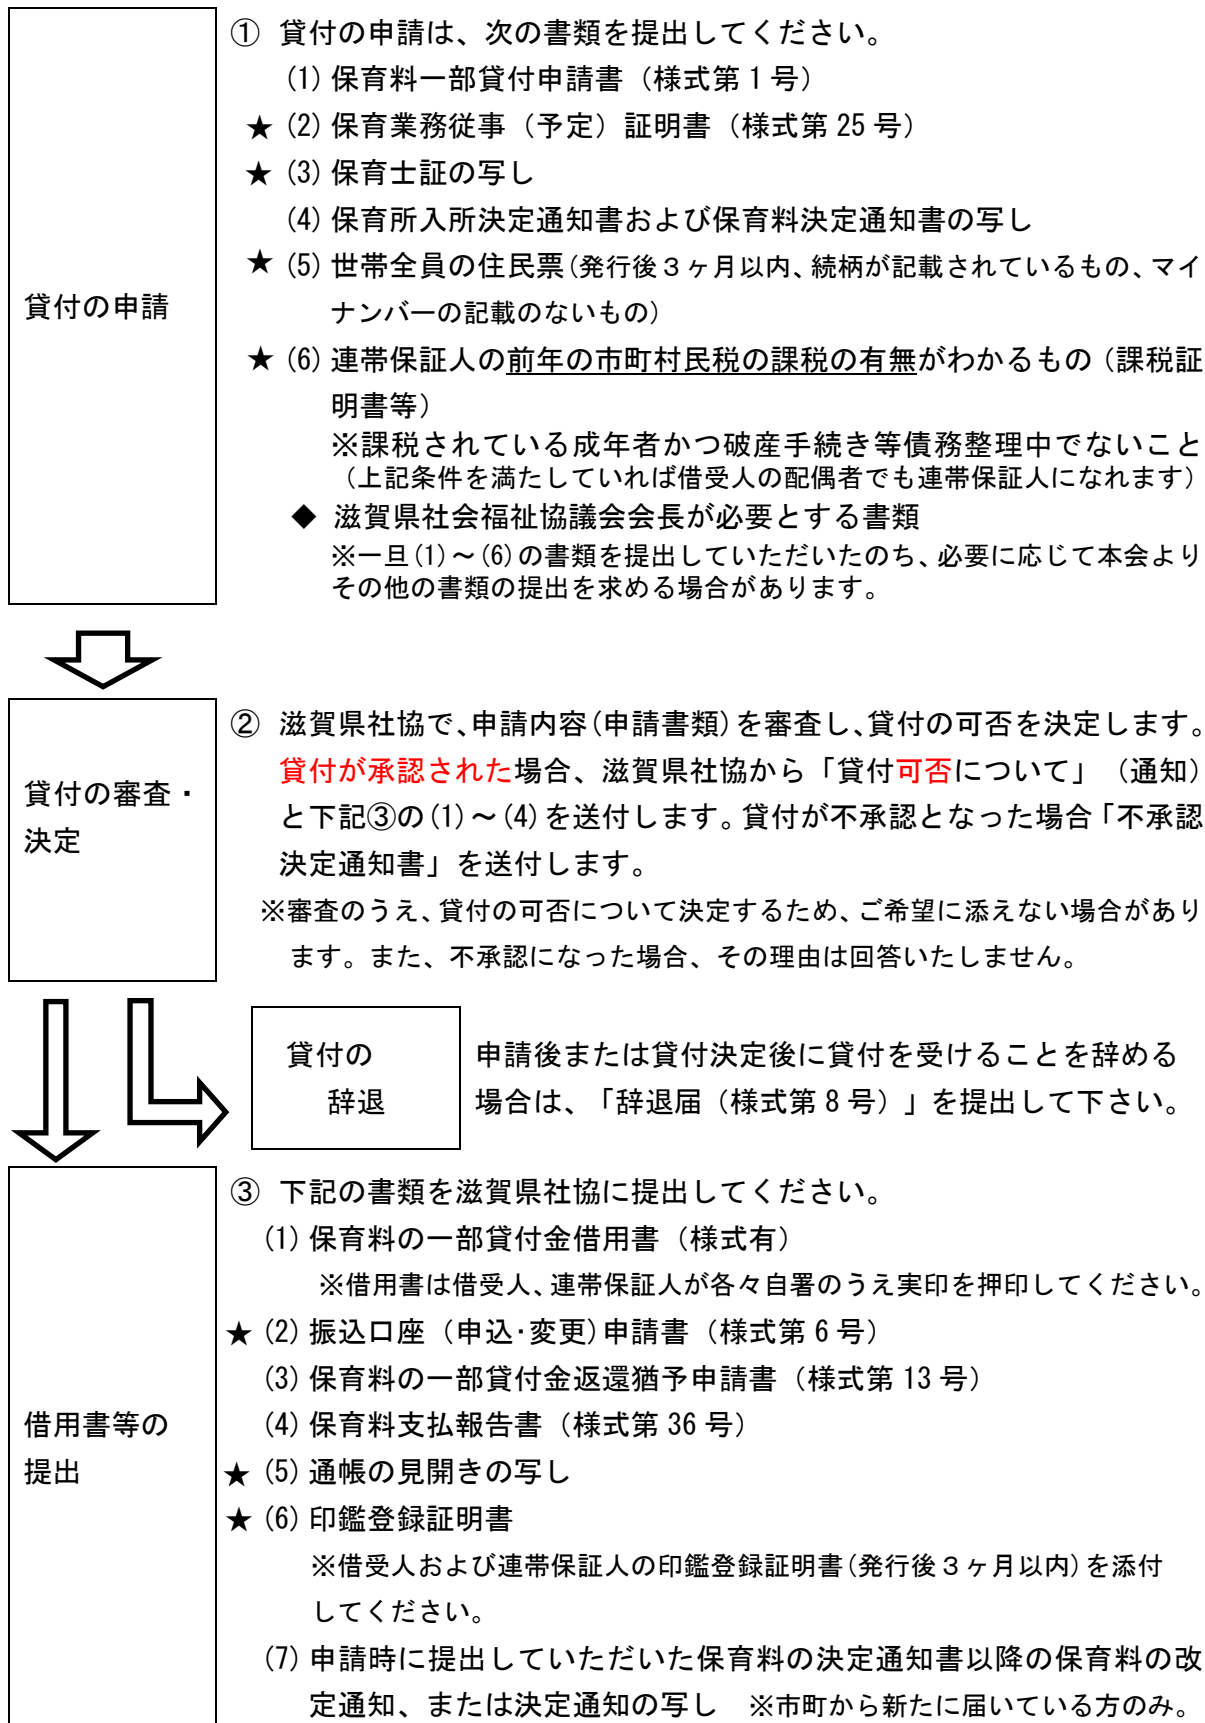 貸付の申請
① 貸付の申請は、次の書類を提出してください。
(1)保育料一部貸付申請書（様式第1号）
★(2)保育業務従事（予定）証明書（様式第25号）
★(3)保育士証の写し
(4)保育所入所決定通知書および保育料決定通知書の写し
★(5)世帯全員の住民票(発行後３ヶ月以内、続柄が記載されているもの、マイ
ナンバーの記載のないもの)
★(6)連帯保証人の前年の市町村民税の課税の有無がわかるもの（課税証
明書等）
※課税されている成年者かつ破産手続き等債務整理中でないこと
（上記条件を満たしていれば借受人の配偶者でも連帯保証人になれます）
◆ 滋賀県社会福祉協議会会長が必要とする書類
※一旦(1)～(6)の書類を提出していただいたのち、必要に応じて本会より
その他の書類の提出を求める場合があります。
貸付の審査・
決定
② 滋賀県社協で、申請内容(申請書類)を審査し、貸付の可否を決定します。
貸付が承認された場合、滋賀県社協から「貸付可否について」（通知）
と下記③の(1)～(4)を送付します。貸付が不承認となった場合「不承認
決定通知書」を送付します。
※審査のうえ、貸付の可否について決定するため、ご希望に添えない場合があり
ます。また、不承認になった場合、その理由は回答いたしません。
貸付の
辞退
申請後または貸付決定後に貸付を受けることを辞める
場合は、「辞退届（様式第8号）」を提出して下さい。
借用書等の
提出
③ 下記の書類を滋賀県社協に提出してください。
(1)保育料の一部貸付金借用書（様式有）
※借用書は借受人、連帯保証人が各々自署のうえ実印を押印してください。
★(2)振込口座（申込･変更)申請書（様式第6号）
(3)保育料の一部貸付金返還猶予申請書（様式第13号）
(4)保育料支払報告書（様式第36号）
★(5)通帳の見開きの写し
★(6)印鑑登録証明書
※借受人および連帯保証人の印鑑登録証明書(発行後３ヶ月以内)を添付
してください。
(7)申請時に提出していただいた保育料の決定通知書以降の保育料の改
定通知、または決定通知の写し ※市町から新たに届いている方のみ。